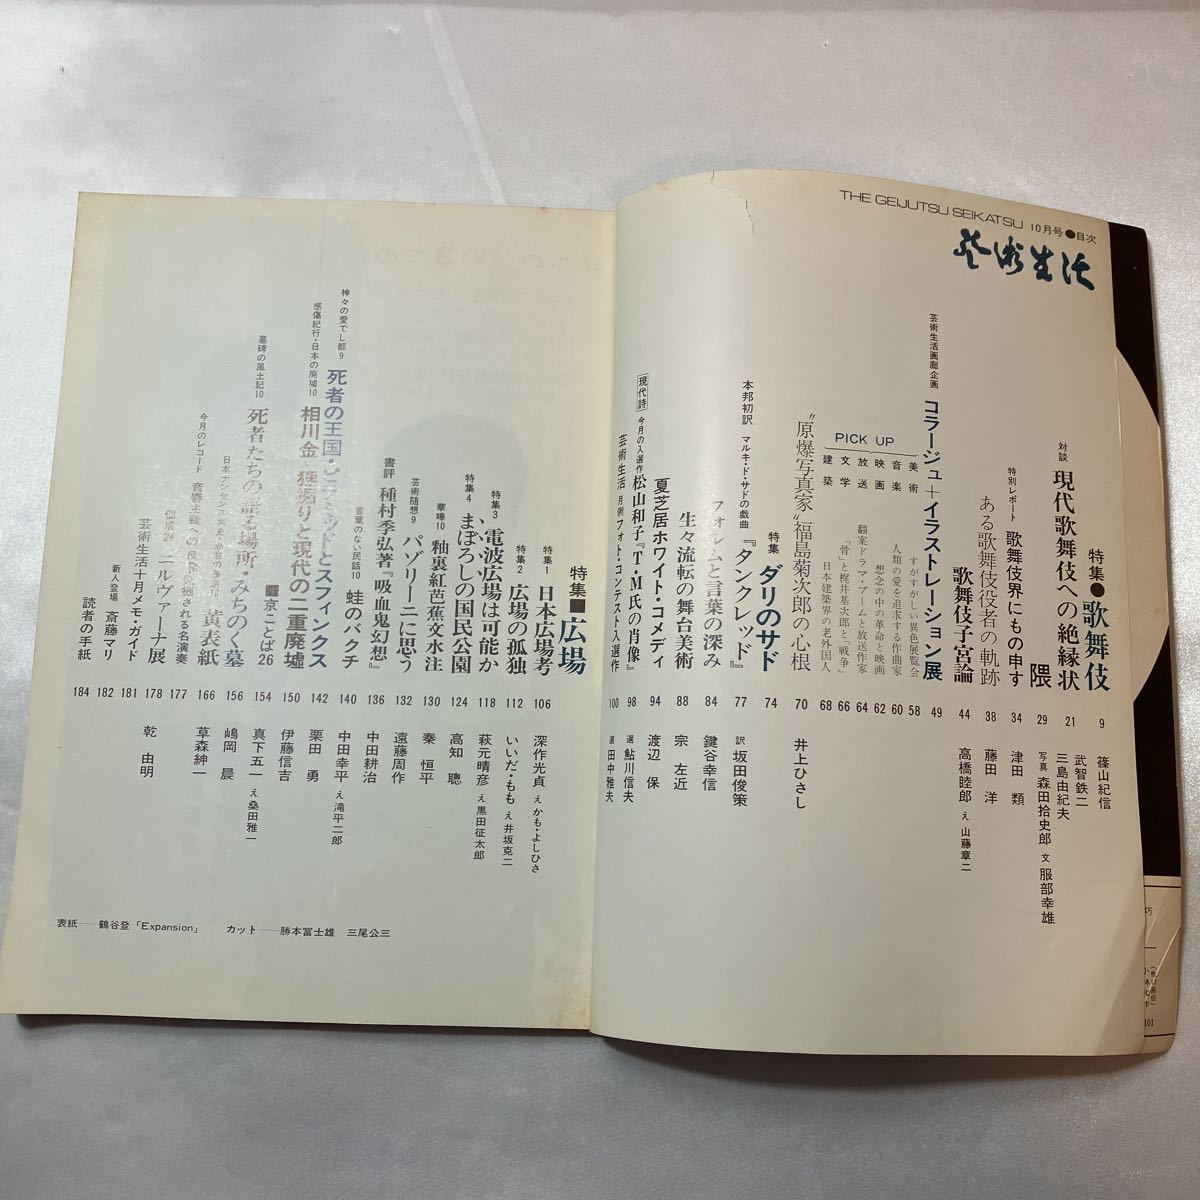 THE GEIJUTSU SEIKATSU 10月号●目次
芸術生活
特集●歌舞伎 9 篠山紀信
対談 現代歌舞伎への絶縁状 21 武智鉄二 三島由紀夫
隈 29 写真 森田拾史郎 文 服部幸雄
特別レポート 歌舞伎界にもの申す 34 津田 類
ある歌舞伎役者の軌跡 38 藤田 洋
歌舞伎子宮論 44 高橋睦郎 え 山藤章二
芸術生活画廊企画 コラージュ+イラストレーション展 49
PICK UP
美術 すがすがしい異色展覧会 58
音楽 人類の愛を追求する作曲家 60
映画 想念の中の革命と映画 62
放送 翻案ドラマ・ブームと放送作家 64
文学 「骨」と梶井基次郎と「戦争」 66
建築 日本建築界の老外国人 68
"原爆写真家"福島菊次郎の心根 70 井上ひさし
特集 ダリのサド 74
本邦初訳 マルキ・ド・サドの戯曲 『タンクレッド』 77 訳 坂田俊策
フォルムと言葉の深み 84 鍵谷幸信
生々流転の舞台美術 88 宗 左近
夏芝居ホワイト・コメディ 94 渡辺 保
現代詩 今月の入選作 松山和子『T・M氏の肖像』 98 選 鮎川信夫
芸術生活 月例フォト・コンテスト入選作 100 選 田中雅夫
特集■広場
特集1 日本広場考 106 深作光貞 え かも・よしひさ
特集2 広場の孤独 112 いいだ・もも え 井坂克二
特集3 電波広場は可能か 118 萩元晴彦 え 黒田征太郎
特集4 まぼろしの国民公園 124 高知 聰
華曄10 釉裏紅芭蕉文水注 130 秦 恒平
芸術随想9 パゾリーニに思う 132 遠藤周作
書評 種村季弘著『吸血鬼幻想』 136 中田耕治
言葉のない民話10 蛙のバクチ 140 中田幸平 え 滝平二郎
神々の愛でし都9 死者の王国・ピラミッドとスフィンクス 142 栗田 勇
感傷紀行・日本の廃墟10 相川金山 狸掘りと現代の二重廃墟 150 伊藤信吉
■京ことば26 154 真下五一 え 桑田雅一
墓碑の風土記10 死者たちの語る場所・みちのく墓 156 嶋岡 晨
日本ナンセンス画史 黄表紙 166 草森紳一
今月のレコード 音響主義への反 される名演奏 177
ニルヴァーナ展 178 乾 由明
芸術生活十月メモ・ガイド 181
新人登場 斎藤マリ 182
読者の手紙 184
表紙――鶴谷登「Expansion」 カット――勝本冨士雄 三尾公三
101